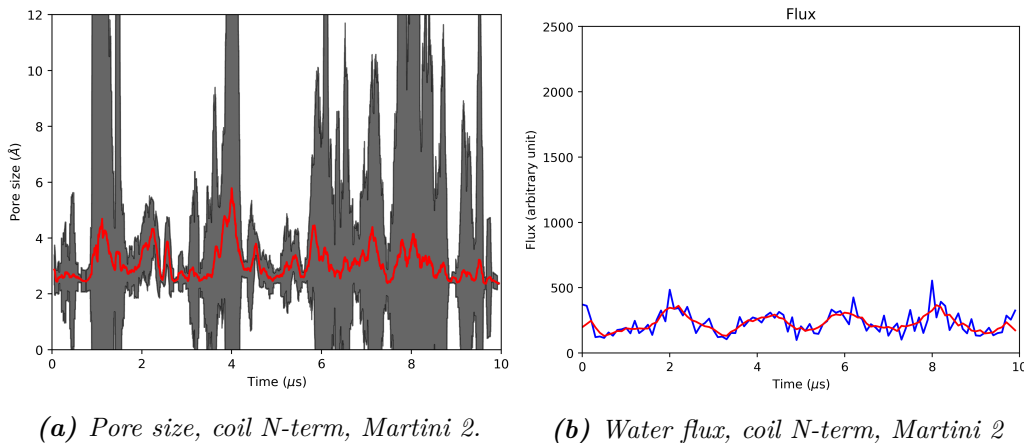 12
10
8
6
4
2
0
Pore size (Å)
0 2 4 6 8 10
Time (μs)
(a) Pore size, coil N-term, Martini 2.
Flux
2500
2000
1500
1000
500
0
Flux (arbitrary unit)
0 2 4 6 8 10
Time (μs)
(b) Water flux, coil N-term, Martini 2